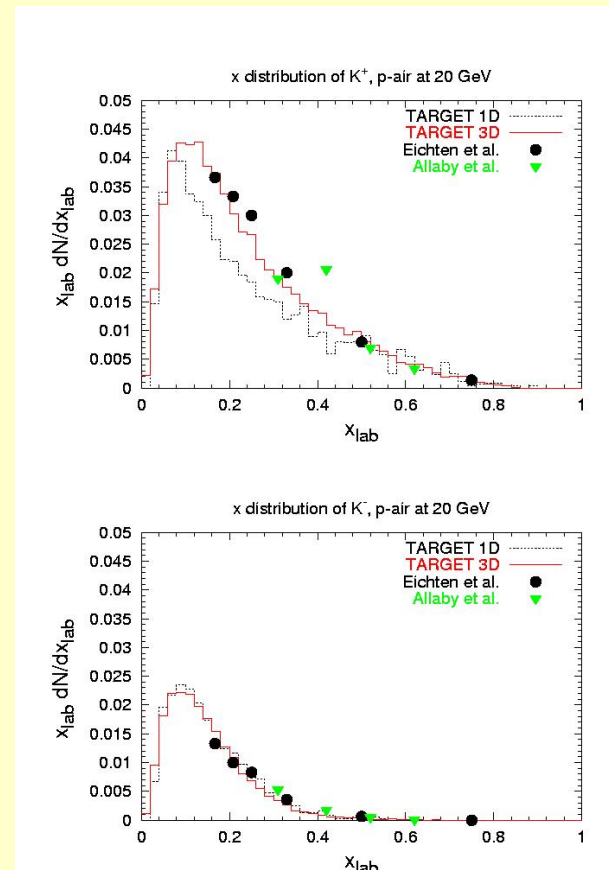 x distribution of K+, p-air at 20 GeV
0.05
0.045
0.04
0.035
0.03
0.025
0.02
0.015
0.01
0.005
0
TARGET 1D
TARGET 3D
Eichten et al.
Allaby et al.
x_lab dN/dx_lab
0 0.2 0.4 0.6 0.8 1
x_lab
x distribution of K-, p-air at 20 GeV
0.05
0.045
0.04
0.035
0.03
0.025
0.02
0.015
0.01
0.005
0
TARGET 1D
TARGET 3D
Eichten et al.
Allaby et al.
x_lab dN/dx_lab
0 0.2 0.4 0.6 0.8 1
x_lab